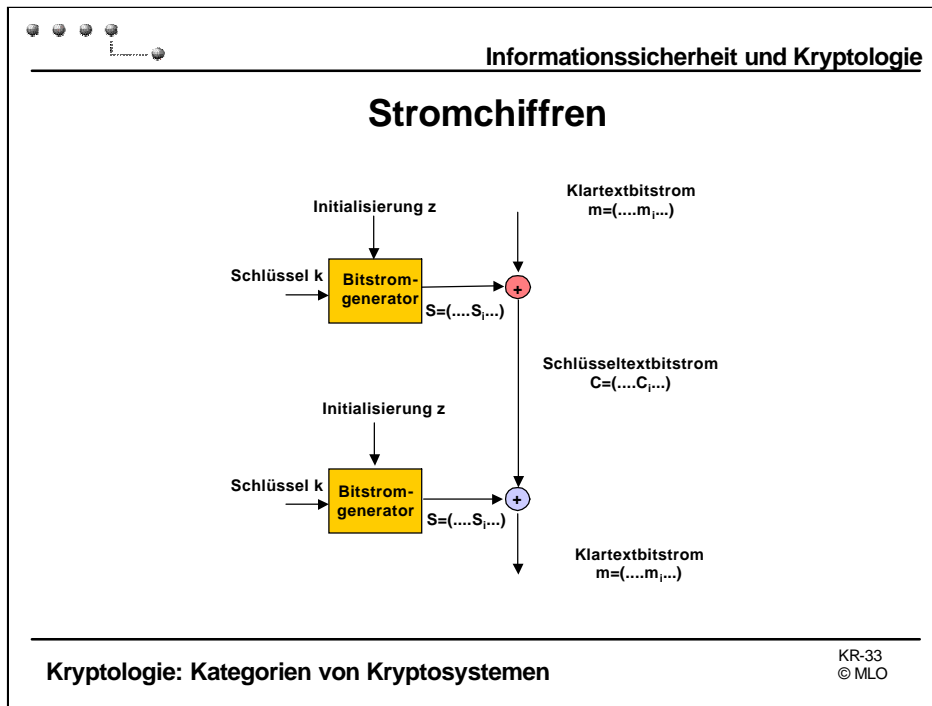 Informationssicherheit und Kryptologie
Stromchiffren
Klartextbitstrom
m=(....mi...)
Initialisierung z
Schlüssel k
Bitstrom-
generator
+
S=(....Si...)
Schlüsseltextbitstrom
C=(....Ci...)
Initialisierung z
Schlüssel k
Bitstrom-
generator
+
S=(....Si...)
Klartextbitstrom
m=(....mi...)
Kryptologie: Kategorien von Kryptosystemen
KR-33
© MLO